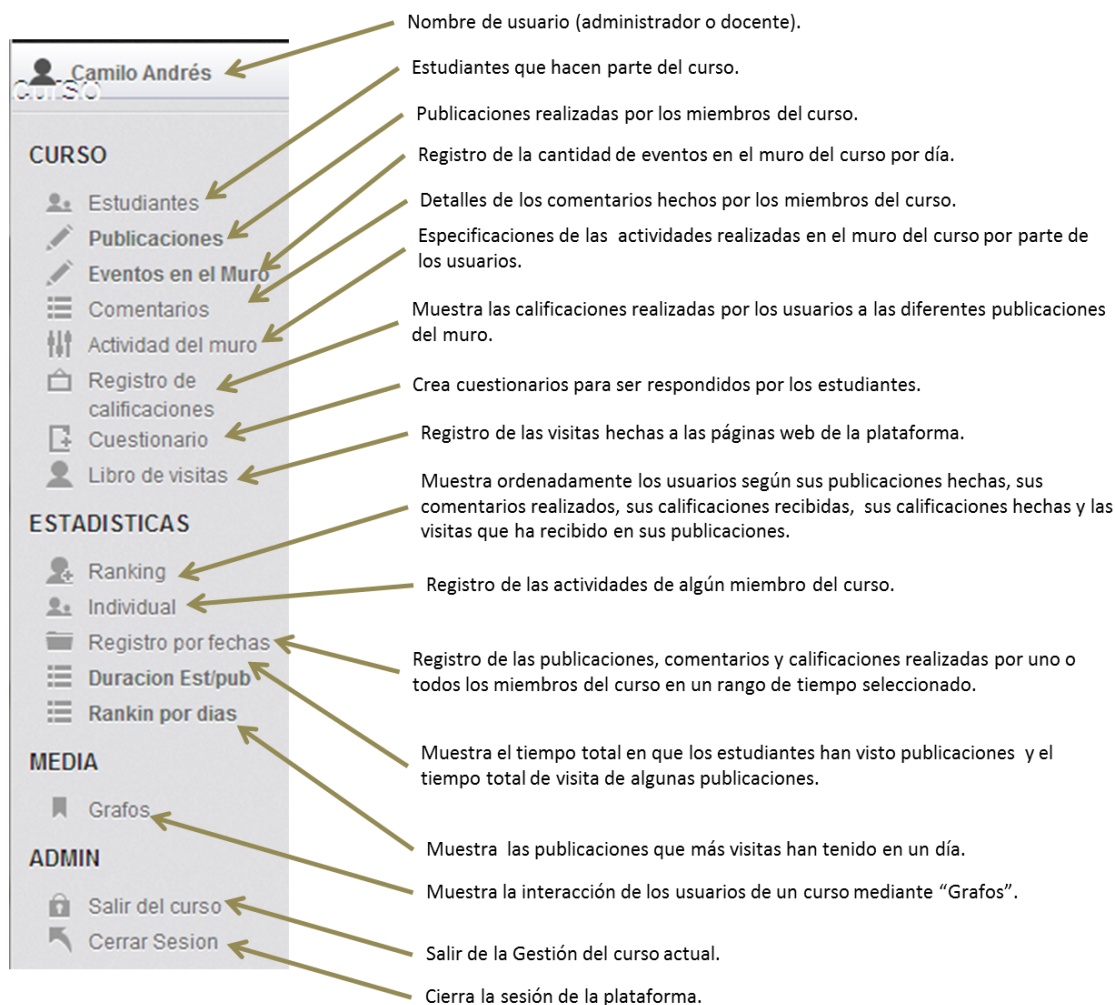 Nombre de usuario (administrador o docente).
Camilo Andrés
curso
Estudiantes que hacen parte del curso.
Publicaciones realizadas por los miembros del curso.
CURSO
Registro de la cantidad de eventos en el muro del curso por día.
Estudiantes
Detalles de los comentarios hechos por los miembros del curso.
Publicaciones
Especificaciones de las actividades realizadas en el muro del curso por parte de
los usuarios.
Eventos en el Muro
Comentarios
Muestra las calificaciones realizadas por los usuarios a las diferentes publicaciones
del muro.
Actividad del muro
Registro de
calificaciones
Crea cuestionarios para ser respondidos por los estudiantes.
Cuestionario
Registro de las visitas hechas a las páginas web de la plataforma.
Libro de visitas
Muestra ordenadamente los usuarios según sus publicaciones hechas, sus
comentarios realizados, sus calificaciones recibidas, sus calificaciones hechas y las
visitas que ha recibido en sus publicaciones.
ESTADISTICAS
Ranking
Registro de las actividades de algún miembro del curso.
Individual
Registro por fechas
Registro de las publicaciones, comentarios y calificaciones realizadas por uno o
todos los miembros del curso en un rango de tiempo seleccionado.
Duracion Est/pub
Rankin por dias
Muestra el tiempo total en que los estudiantes han visto publicaciones y el
tiempo total de visita de algunas publicaciones.
MEDIA
Grafos
Muestra las publicaciones que más visitas han tenido en un día.
ADMIN
Muestra la interacción de los usuarios de un curso mediante “Grafos”.
Salir del curso
Cerrar Sesion
Salir de la Gestión del curso actual.
Cierra la sesión de la plataforma.